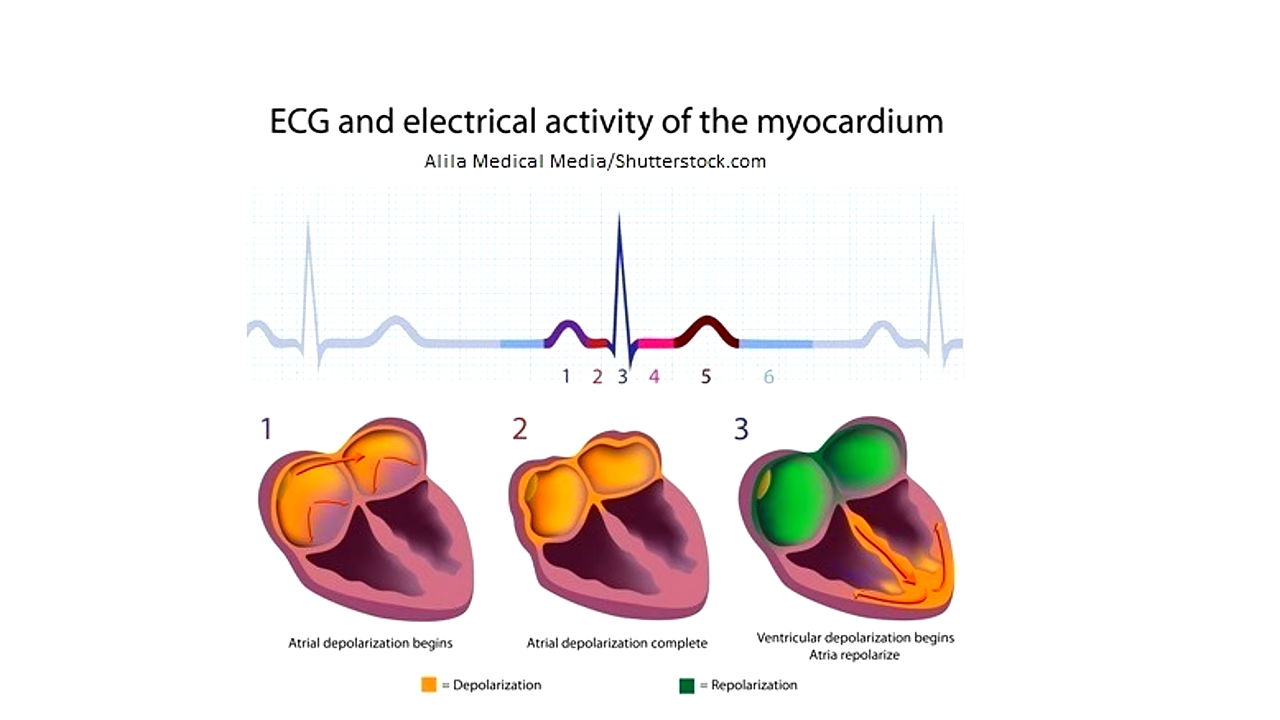 ECG and electrical activity of the myocardium
Alila Medical Media/Shutterstock.com
1 2 3 4 5 6
1 2 3
Atrial depolarization begins
Atrial depolarization complete
Ventricular depolarization begins
Atria repolarize
= Depolarization
= Repolarization